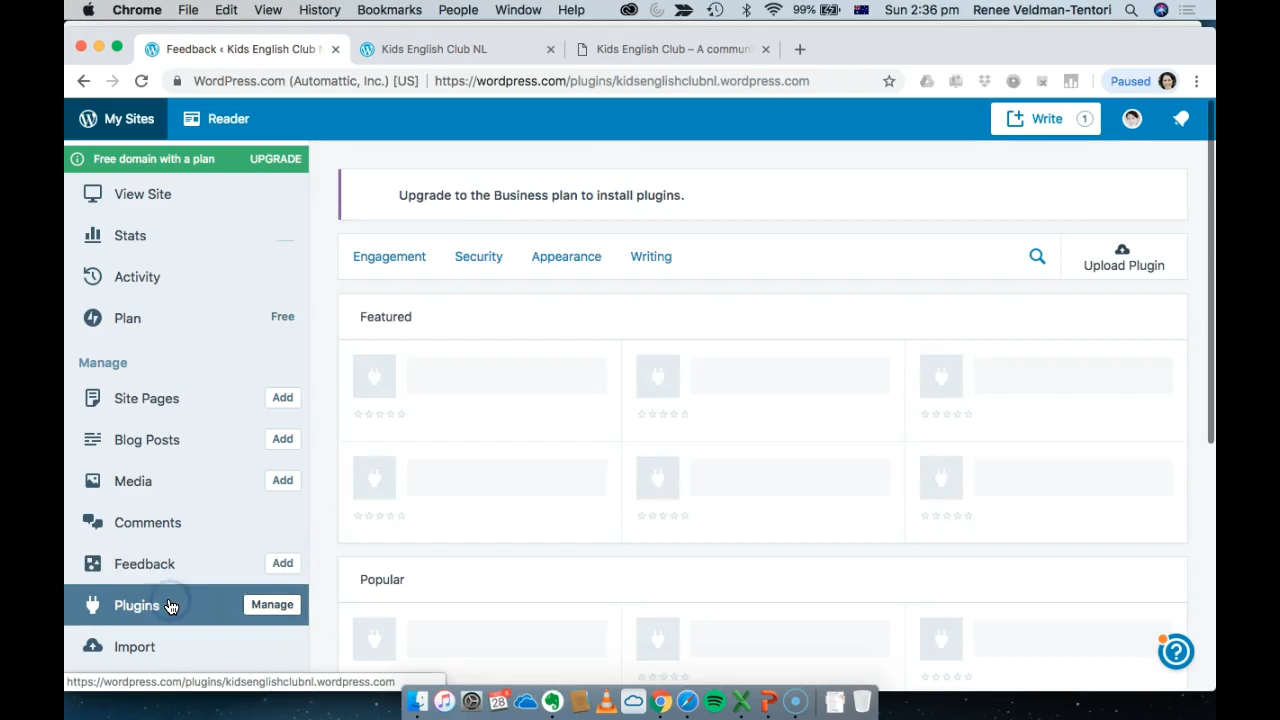 Chrome File Edit View History Bookmarks People Window Help 99% Sun 2:36 pm Renee Veldman-Tentori
Feedback ‹ Kids English Club Kids English Club NL Kids English Club – A commun
WordPress.com (Automattic, Inc.) [US] https://wordpress.com/plugins/kidsenglishclubnl.wordpress.com Paused
My Sites Reader Write 1
Free domain with a plan UPGRADE
View Site
Stats
Activity
Plan Free
Manage
Site Pages Add
Blog Posts Add
Media Add
Comments
Feedback Add
Plugins Manage
Import
Upgrade to the Business plan to install plugins.
Engagement Security Appearance Writing Upload Plugin
Featured
Popular
https://wordpress.com/plugins/kidsenglishclubnl.wordpress.com
28